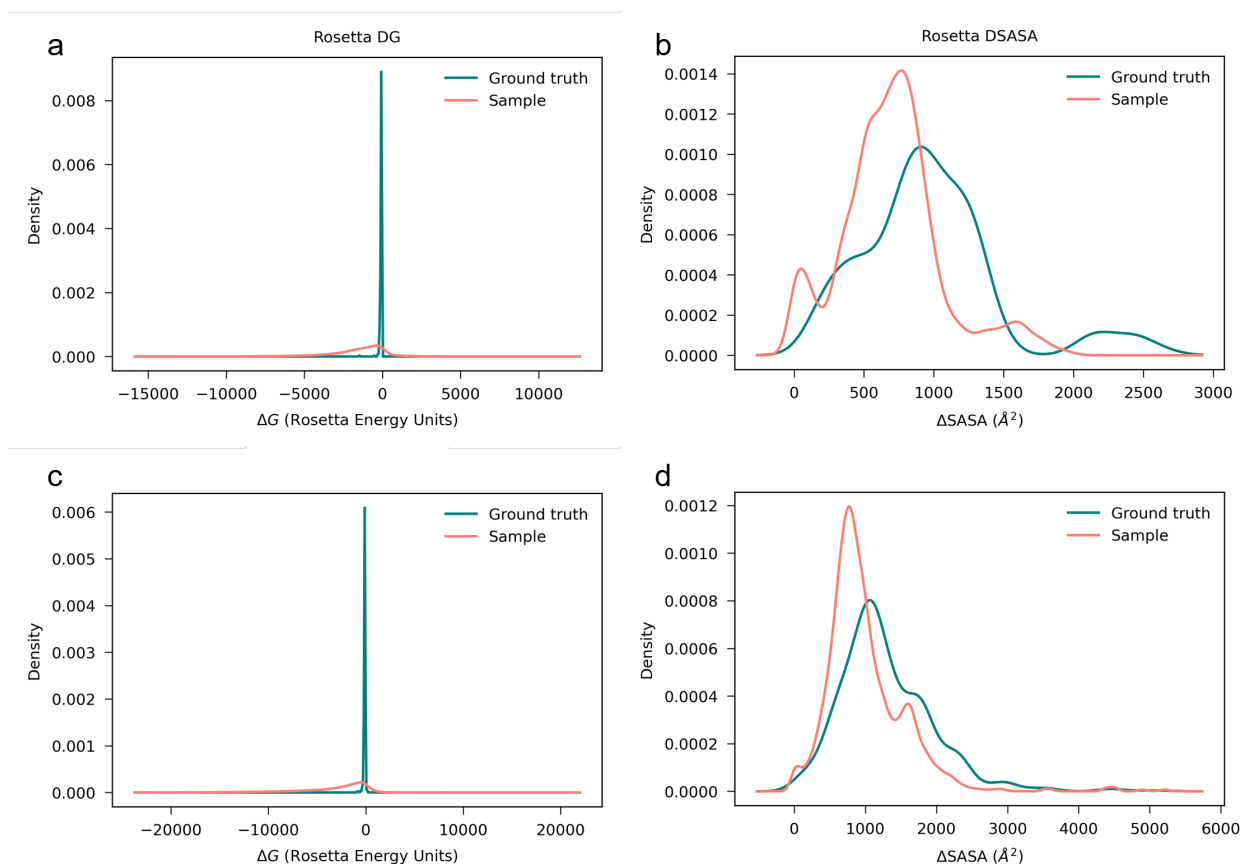 a
Rosetta DG
Ground truth
Sample
0.008
0.006
0.004
0.002
0.000
Density
−15000 −10000 −5000 0 5000 10000
ΔG (Rosetta Energy Units)
b
Rosetta DSASA
Ground truth
Sample
0.0014
0.0012
0.0010
0.0008
0.0006
0.0004
0.0002
0.0000
Density
0 500 1000 1500 2000 2500 3000
ΔSASA (Å²)
c
Ground truth
Sample
0.006
0.005
0.004
0.003
0.002
0.001
0.000
Density
−20000 −10000 0 10000 20000
ΔG (Rosetta Energy Units)
d
Ground truth
Sample
0.0012
0.0010
0.0008
0.0006
0.0004
0.0002
0.0000
Density
0 1000 2000 3000 4000 5000 6000
ΔSASA (Å²)